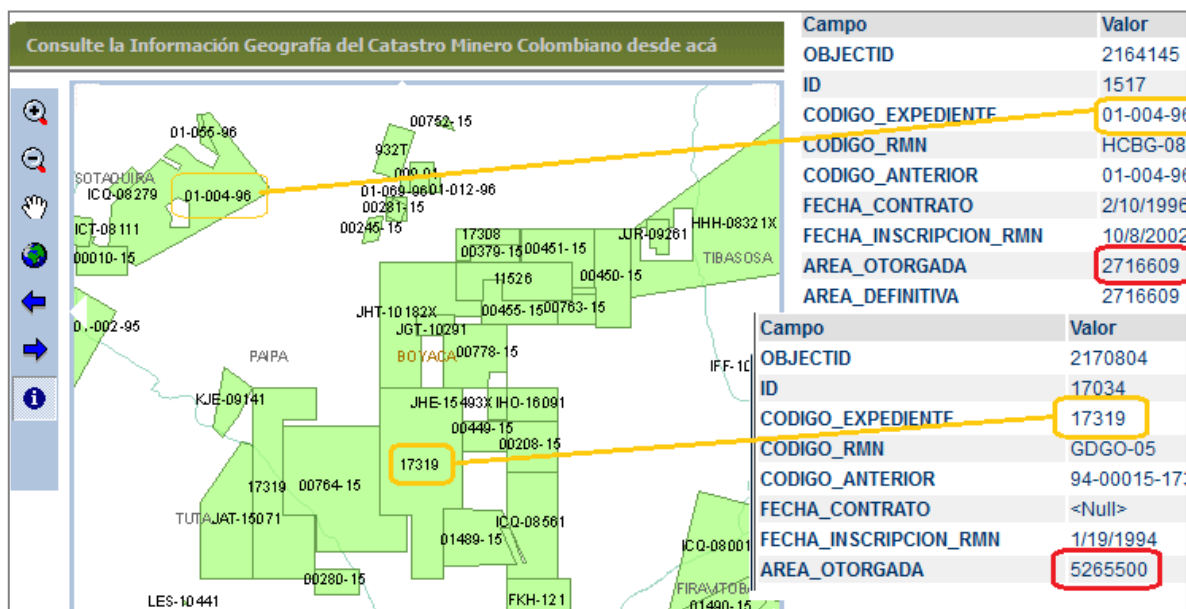 Consulte la Información Geografía del Catastro Minero Colombiano desde acá
Campo Valor
OBJECTID 2164145
ID 1517
CODIGO_EXPEDIENTE 01-004-96
CODIGO_RMN HCBG-08
CODIGO_ANTERIOR 01-004-96
FECHA_CONTRATO 2/10/1996
FECHA_INSCRIPCION_RMN 10/8/2002
AREA_OTORGADA 2716609
AREA_DEFINITIVA 2716609
Campo Valor
OBJECTID 2170804
ID 17034
CODIGO_EXPEDIENTE 17319
CODIGO_RMN GDGO-05
CODIGO_ANTERIOR 94-00015-173
FECHA_CONTRATO <Null>
FECHA_INSCRIPCION_RMN 1/19/1994
AREA_OTORGADA 5265500
00752-15
01-055-96
932T
SOTAQUIRA
ICQ-08279
01-004-96
01-069-96
01-012-96
00281-15
00245-15
ICT-08111
00010-15
17308
00379-15
00451-15
JJR-09261
HHH-08321X
TIBASOSA
11526
00450-15
00455-15
00763-15
JHT-10182X
JGT-10291
-002-95
PAIPA
BOYACA
00778-15
KJE-09141
JHE-15493X
IHO-16091
00449-15
00208-15
17319
17319
00764-15
TUTA
JAT-15071
ICQ-08561
01489-15
ICQ-08001
00280-15
LES-10441
FKH-121
01490-15